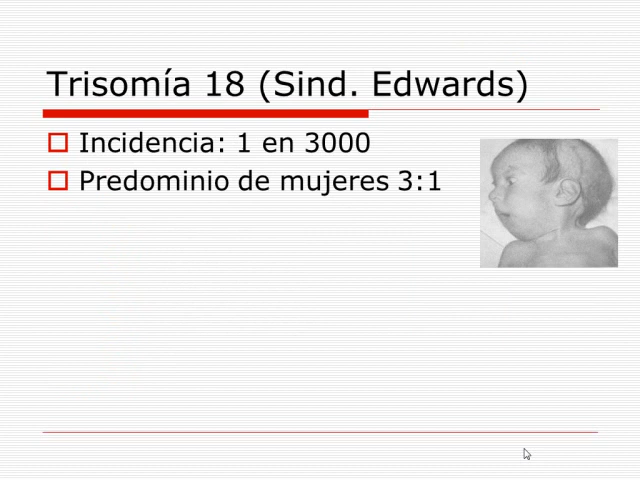 Trisomía 18 (Sind. Edwards)
Incidencia: 1 en 3000
Predominio de mujeres 3:1